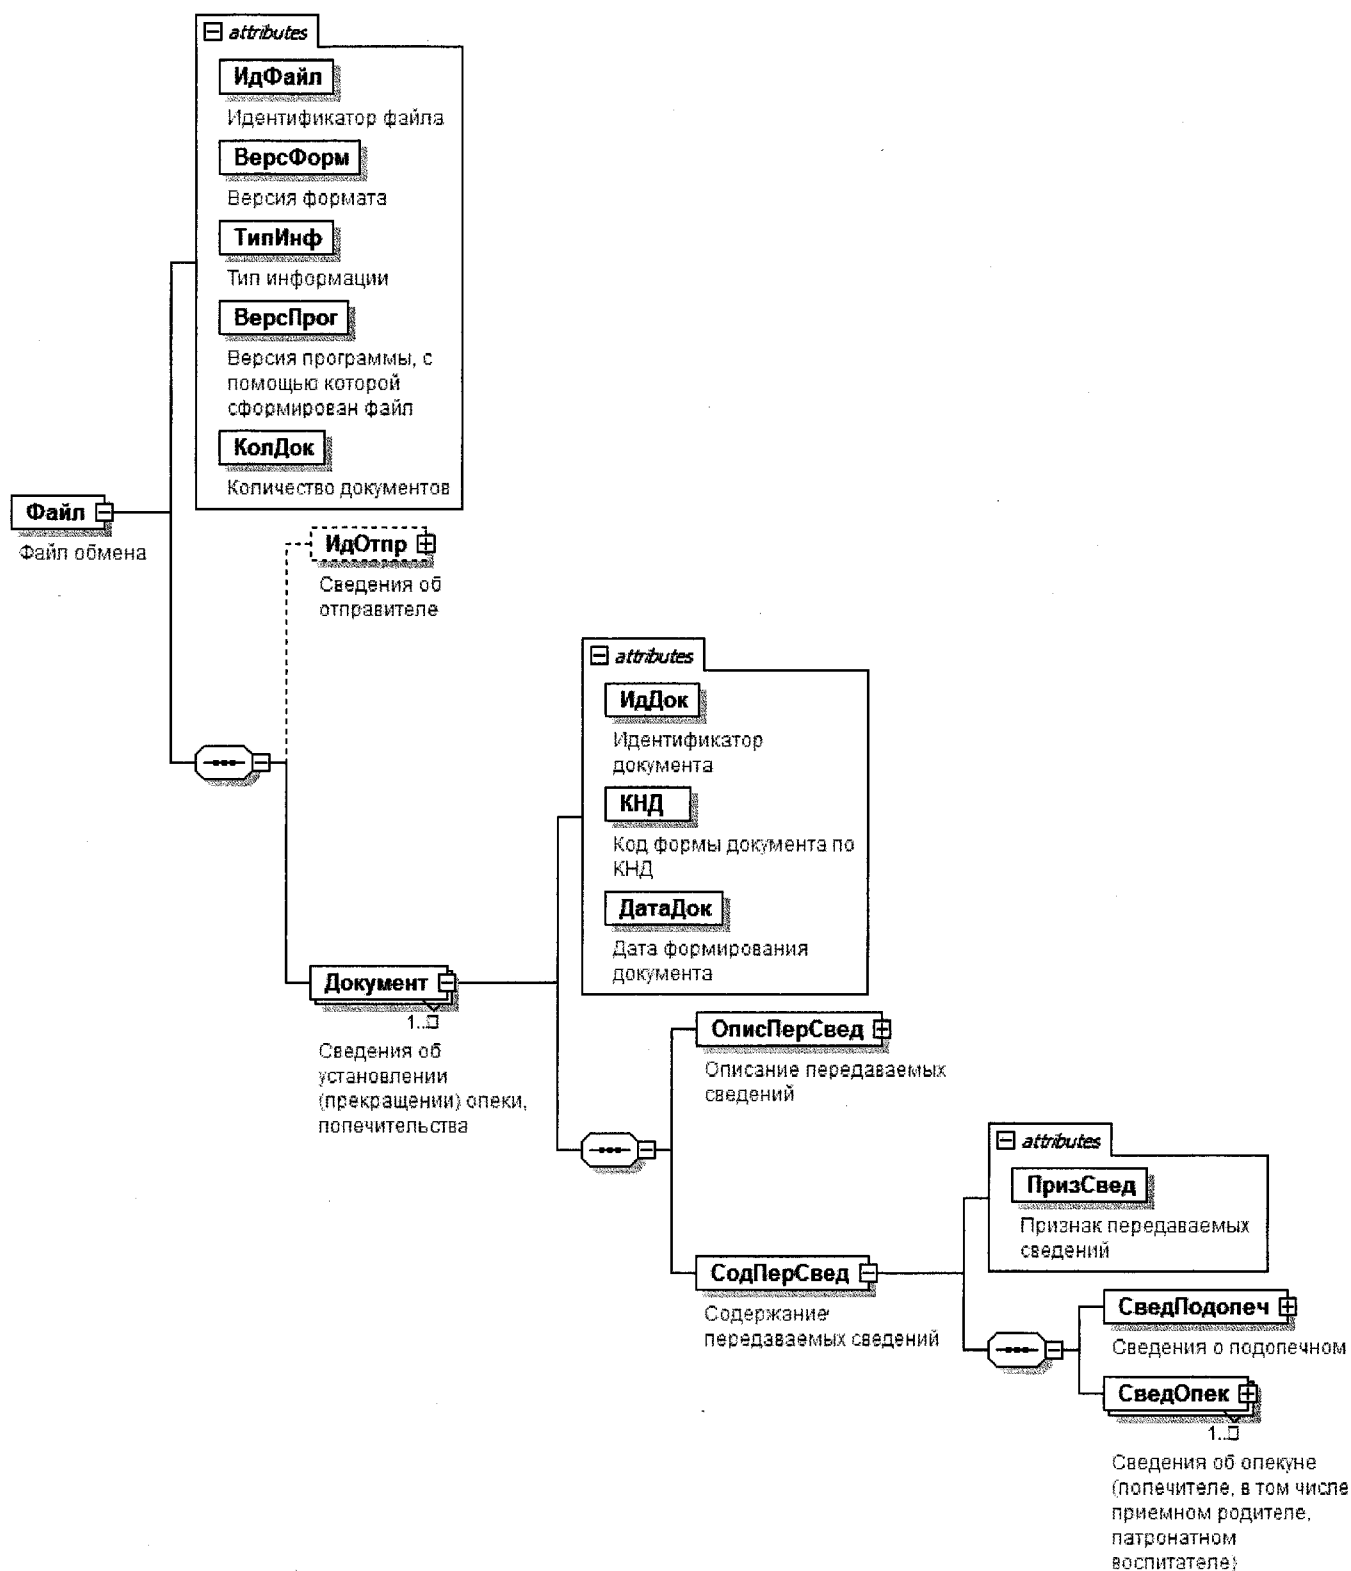 attributes
ИдФайл
Идентификатор файла
ВерсФорм
Версия формата
ТипИнф
Тип информации
ВерсПрог
Версия программы, с
помощью которой
сформирован файл
КолДок
Количество документов
Файл
Файл обмена
ИдОтпр
Сведения об
отправителе
attributes
ИдДок
Идентификатор
документа
КНД
Код формы документа по
КНД
ДатаДок
Дата формирования
документа
Документ
1..
Сведения об
установлении
(прекращении) опеки,
попечительства
ОписПерСвед
Описание передаваемых
сведений
attributes
ПризСвед
Признак передаваемых
сведений
СодПерСвед
Содержание
передаваемых сведений
СведПодопеч
Сведения о подопечном
СведОпек
1..
Сведения об опекуне
(попечителе, в том числе
приемном родителе,
патронатном
воспитателе)